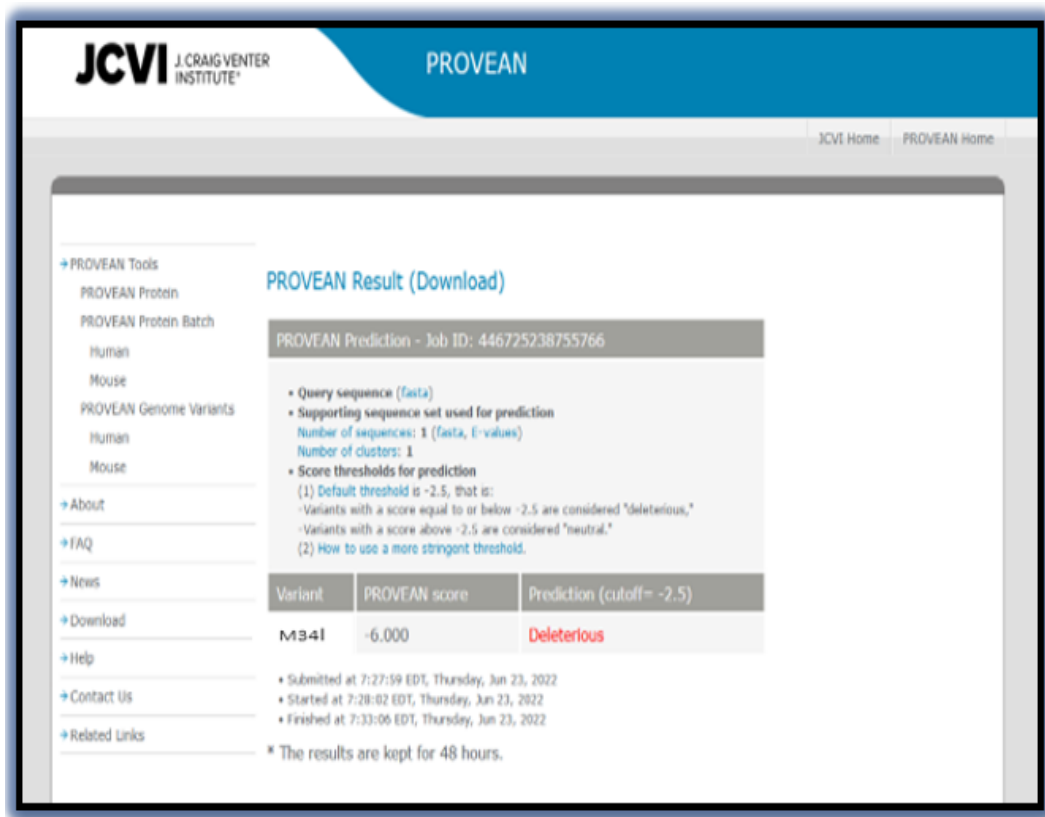 JCVI J. CRAIG VENTER INSTITUTE®
PROVEAN
JCVI Home
PROVEAN Home
PROVEAN Tools
PROVEAN Protein
PROVEAN Protein Batch
Human
Mouse
PROVEAN Genome Variants
Human
Mouse
About
FAQ
News
Download
Help
Contact Us
Related Links
PROVEAN Result (Download)
PROVEAN Prediction - Job ID: 446725238755766
• Query sequence (fasta)
• Supporting sequence set used for prediction
Number of sequences: 1 (fasta, E-values)
Number of clusters: 1
• Score thresholds for prediction
(1) Default threshold is -2.5, that is:
-Variants with a score equal to or below -2.5 are considered "deleterious,"
-Variants with a score above -2.5 are considered "neutral."
(2) How to use a more stringent threshold.
Variant PROVEAN score Prediction (cutoff= -2.5)
M34l -6.000 Deleterious
• Submitted at 7:27:59 EDT, Thursday, Jun 23, 2022
• Started at 7:28:02 EDT, Thursday, Jun 23, 2022
• Finished at 7:33:06 EDT, Thursday, Jun 23, 2022
* The results are kept for 48 hours.